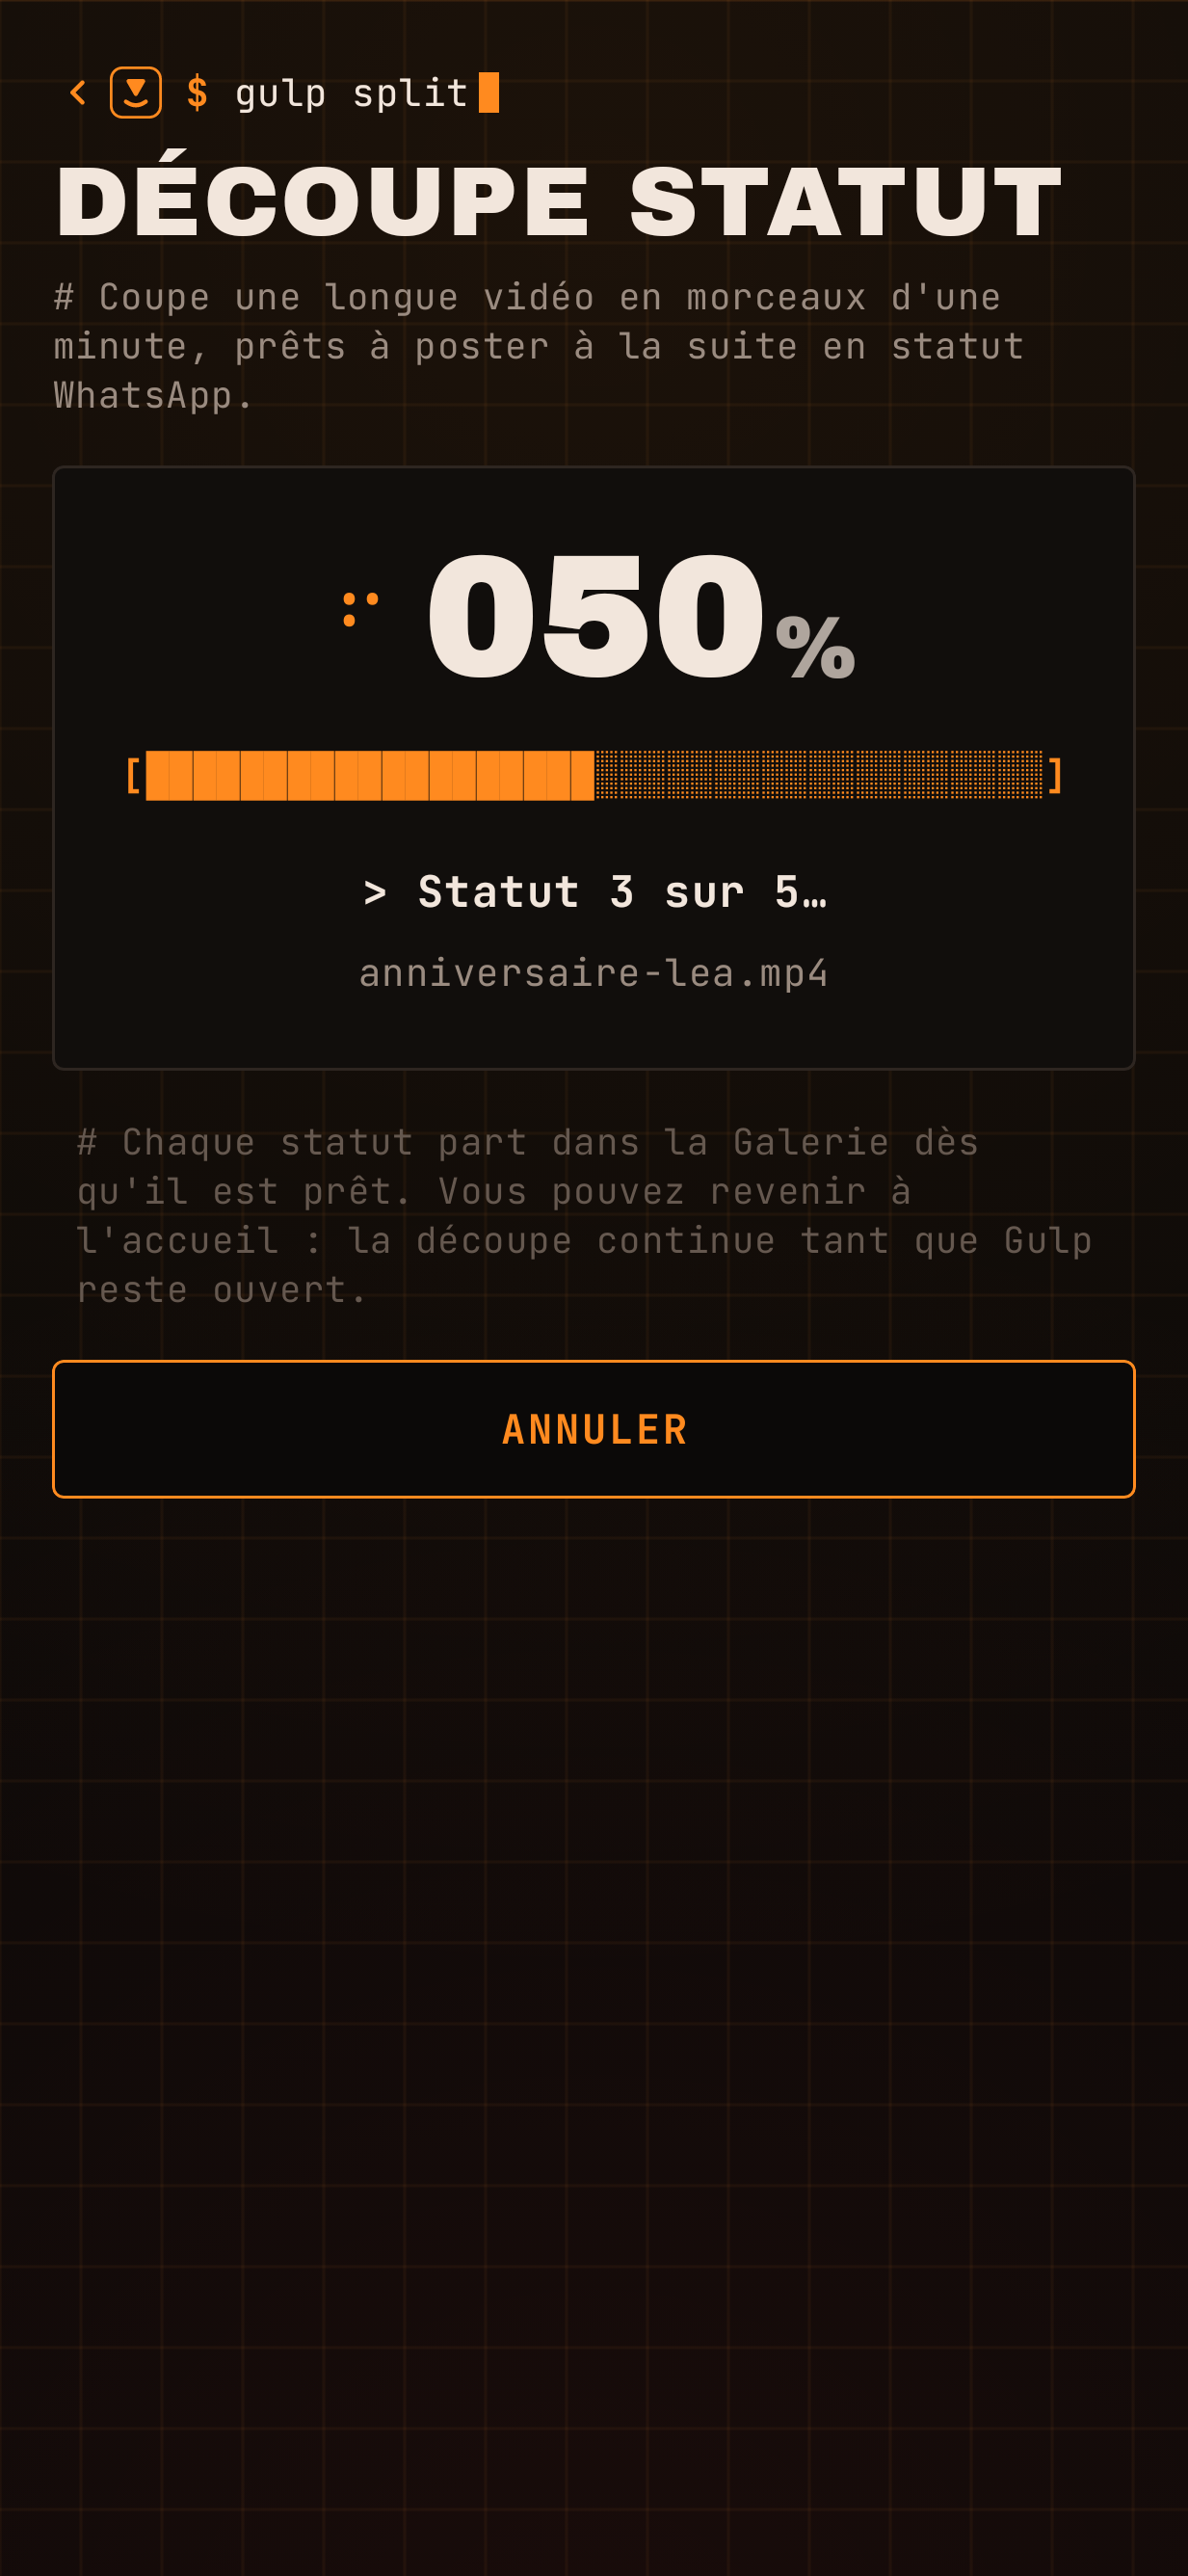 $ gulp split
DÉCOUPE STATUT
# Coupe une longue vidéo en morceaux d'une
minute, prêts à poster à la suite en statut
WhatsApp.
050%
[ ]
> Statut 3 sur 5…
anniversaire-lea.mp4
# Chaque statut part dans la Galerie dès
qu'il est prêt. Vous pouvez revenir à
l'accueil : la découpe continue tant que Gulp
reste ouvert.
ANNULER